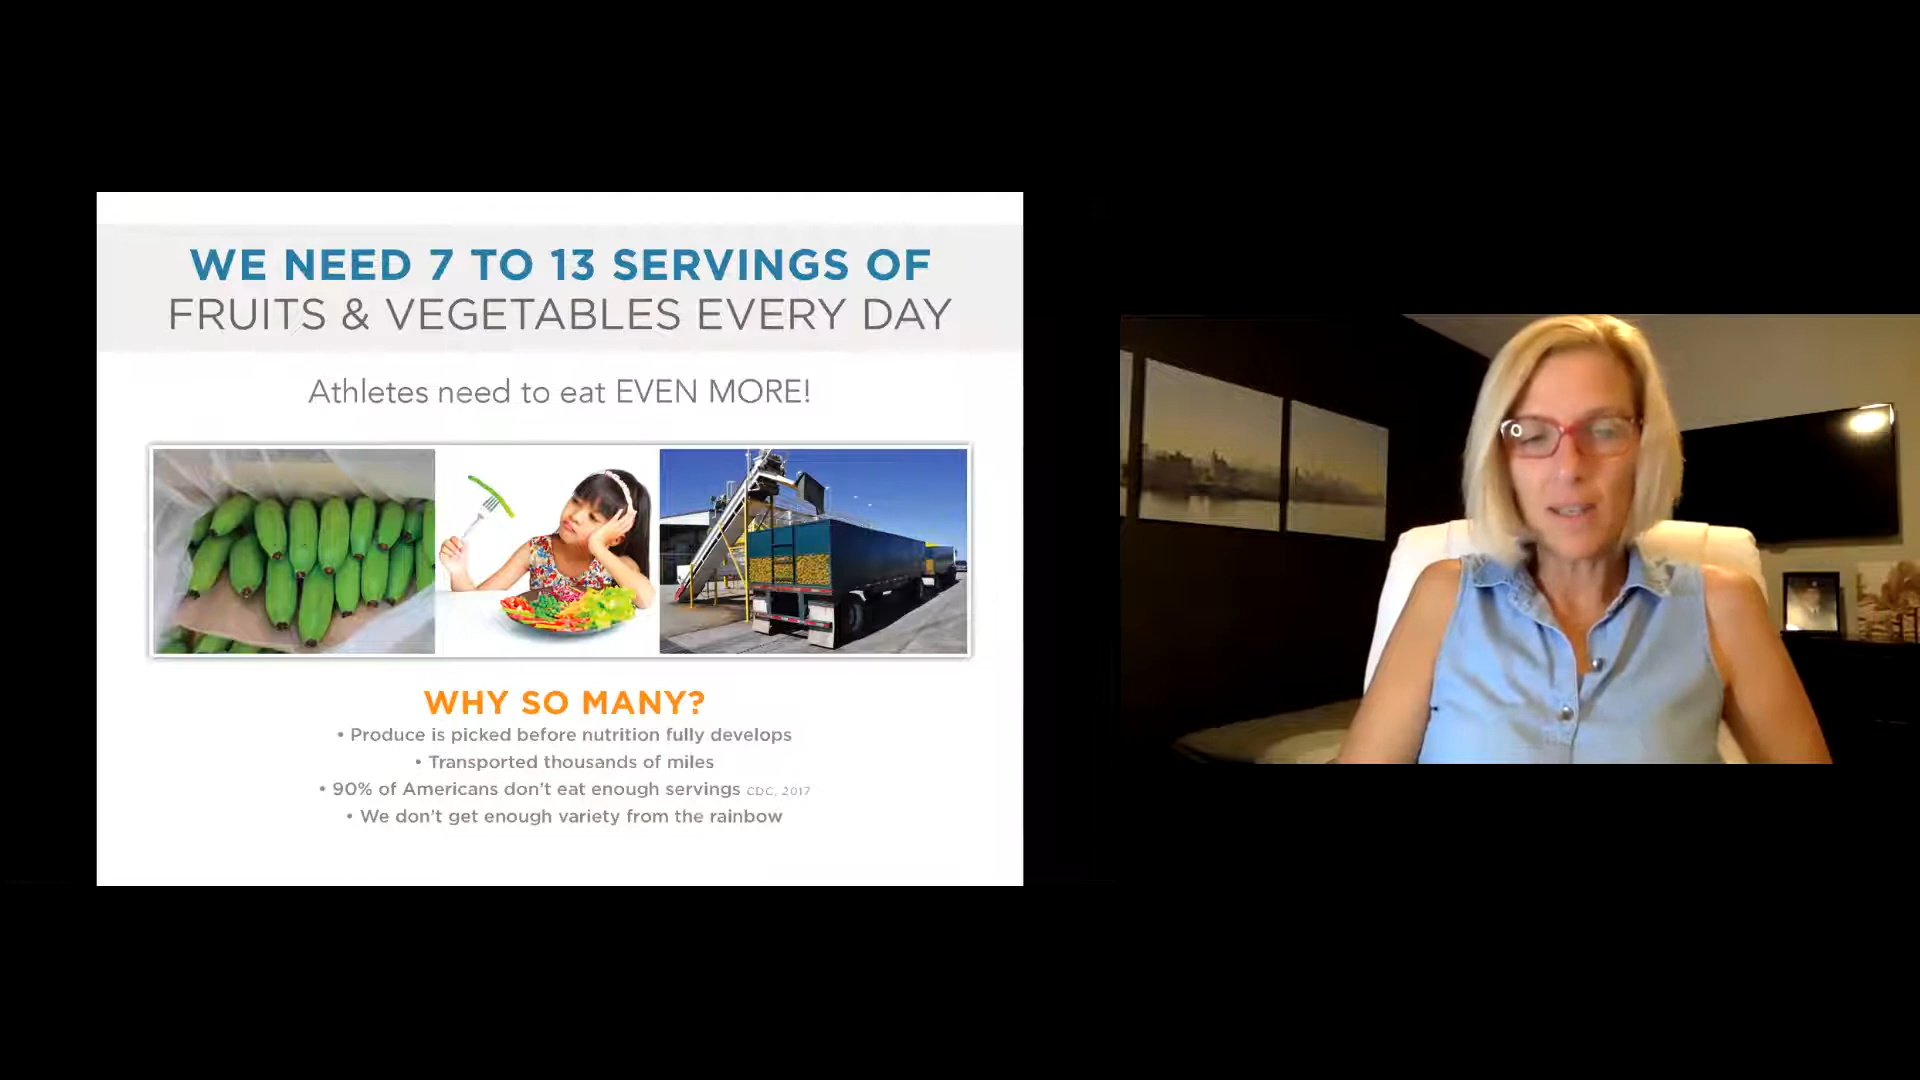 WE NEED 7 TO 13 SERVINGS OF
FRUITS & VEGETABLES EVERY DAY
Athletes need to eat EVEN MORE!
WHY SO MANY?
• Produce is picked before nutrition fully develops
• Transported thousands of miles
• 90% of Americans don't eat enough servings CDC, 2017
• We don't get enough variety from the rainbow